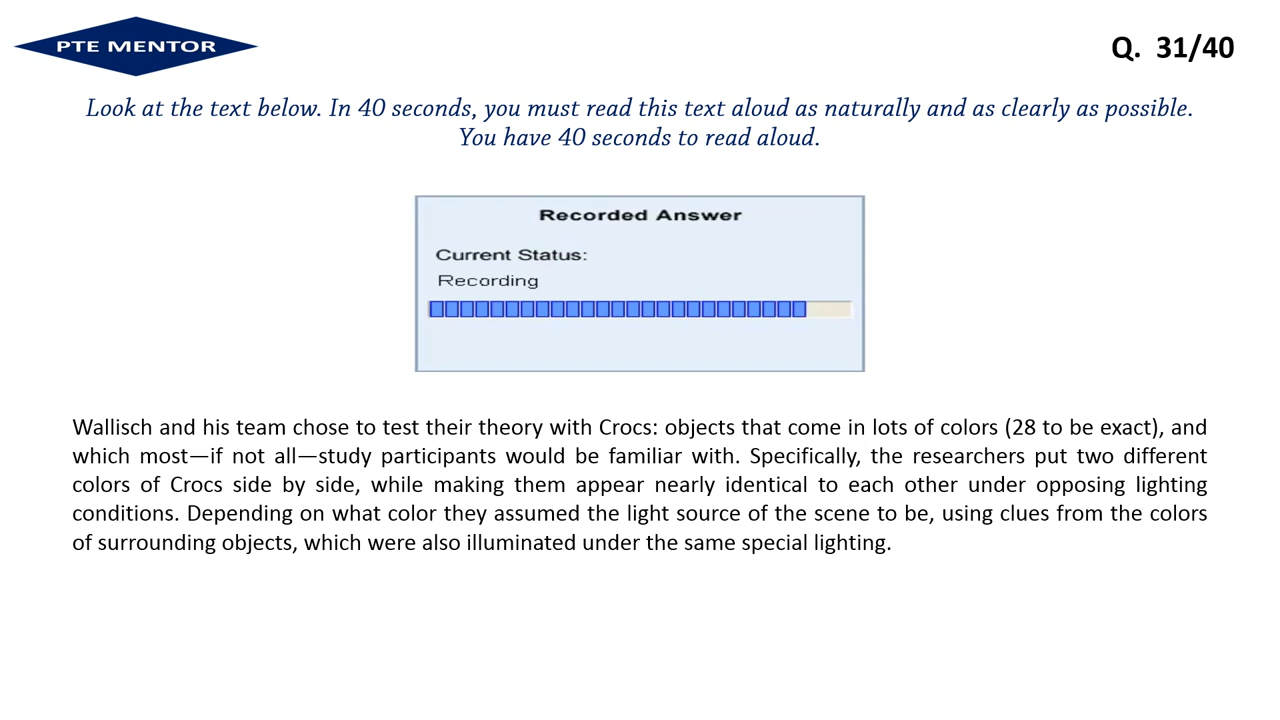 PTE MENTOR
Q. 31/40
Look at the text below. In 40 seconds, you must read this text aloud as naturally and as clearly as possible.
You have 40 seconds to read aloud.
Recorded Answer
Current Status:
Recording
Wallisch and his team chose to test their theory with Crocs: objects that come in lots of colors (28 to be exact), and
which most—if not all—study participants would be familiar with. Specifically, the researchers put two different
colors of Crocs side by side, while making them appear nearly identical to each other under opposing lighting
conditions. Depending on what color they assumed the light source of the scene to be, using clues from the colors
of surrounding objects, which were also illuminated under the same special lighting.